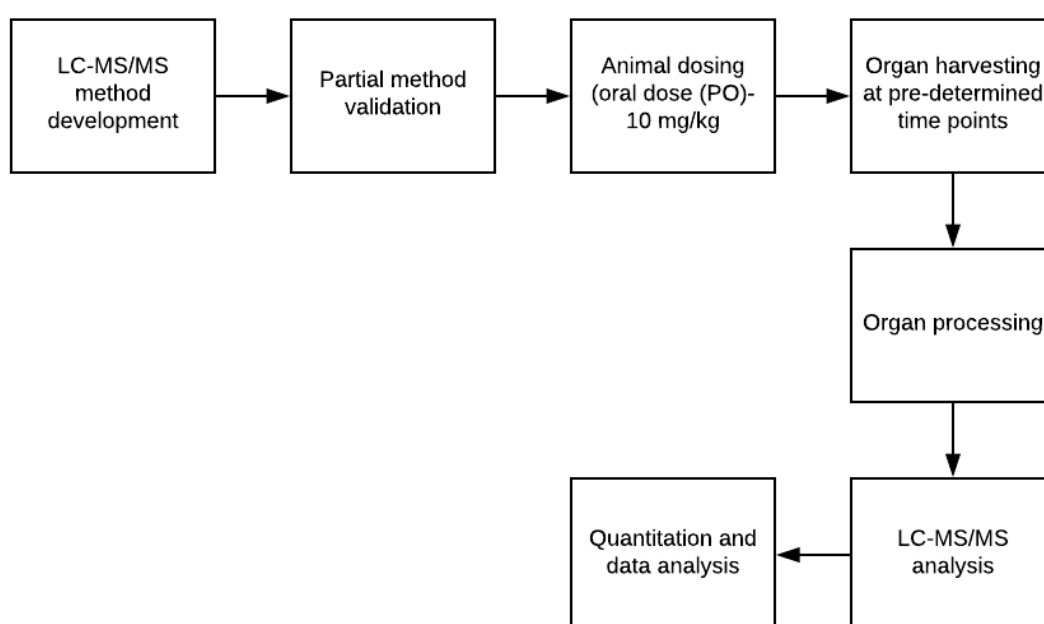 LC-MS/MS
method
development
Partial method
validation
Animal dosing
(oral dose (PO)-
10 mg/kg
Organ harvesting
at pre-determined
time points
Organ processing
LC-MS/MS
analysis
Quantitation and
data analysis